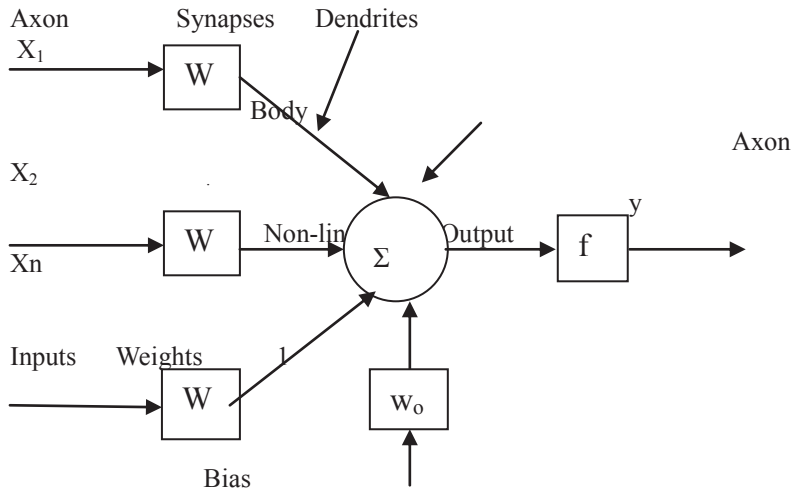 Axon Synapses Dendrites
X1
W
Body
Axon
X2
y
W
Non-lin Output
f
Σ
Xn
Inputs Weights 1
W
wo
Bias